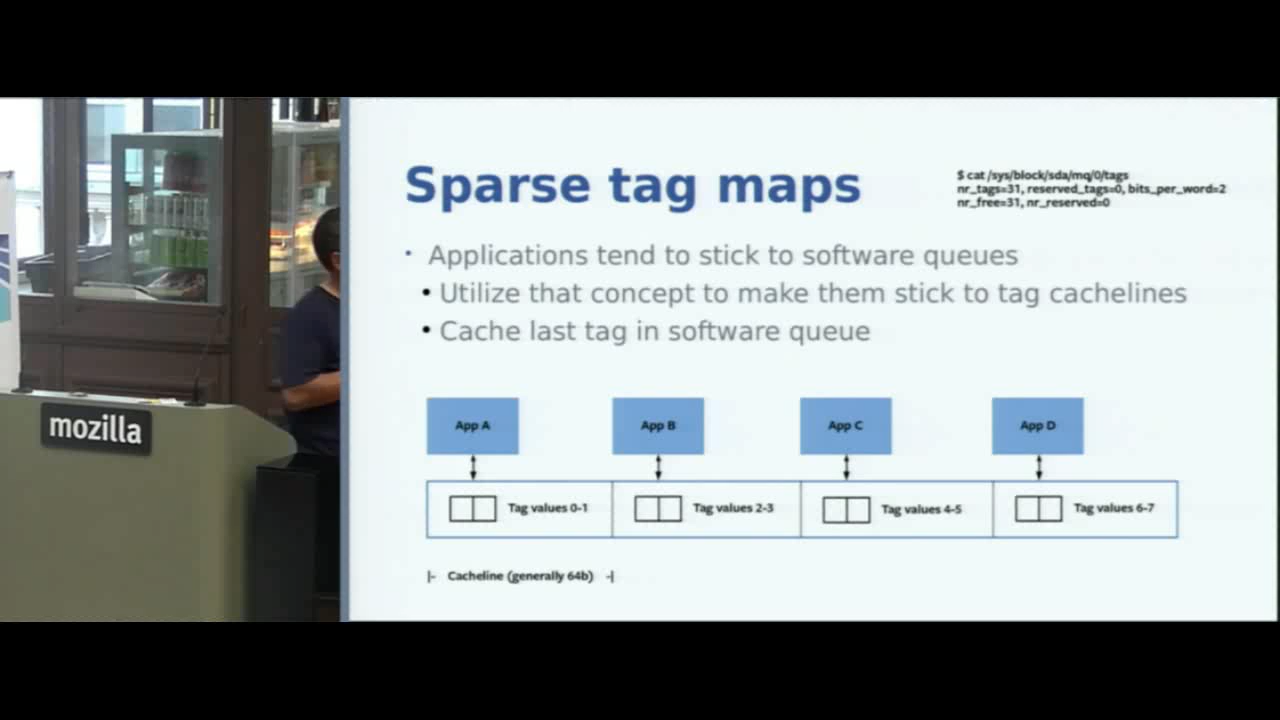 mozilla
Sparse tag maps
$ cat /sys/block/sda/mq/0/tags
nr_tags=31, reserved_tags=0, bits_per_word=2
nr_free=31, nr_reserved=0
Applications tend to stick to software queues
Utilize that concept to make them stick to tag cachelines
Cache last tag in software queue
App A
App B
App C
App D
Tag values 0-1
Tag values 2-3
Tag values 4-5
Tag values 6-7
|- Cacheline (generally 64b) -|